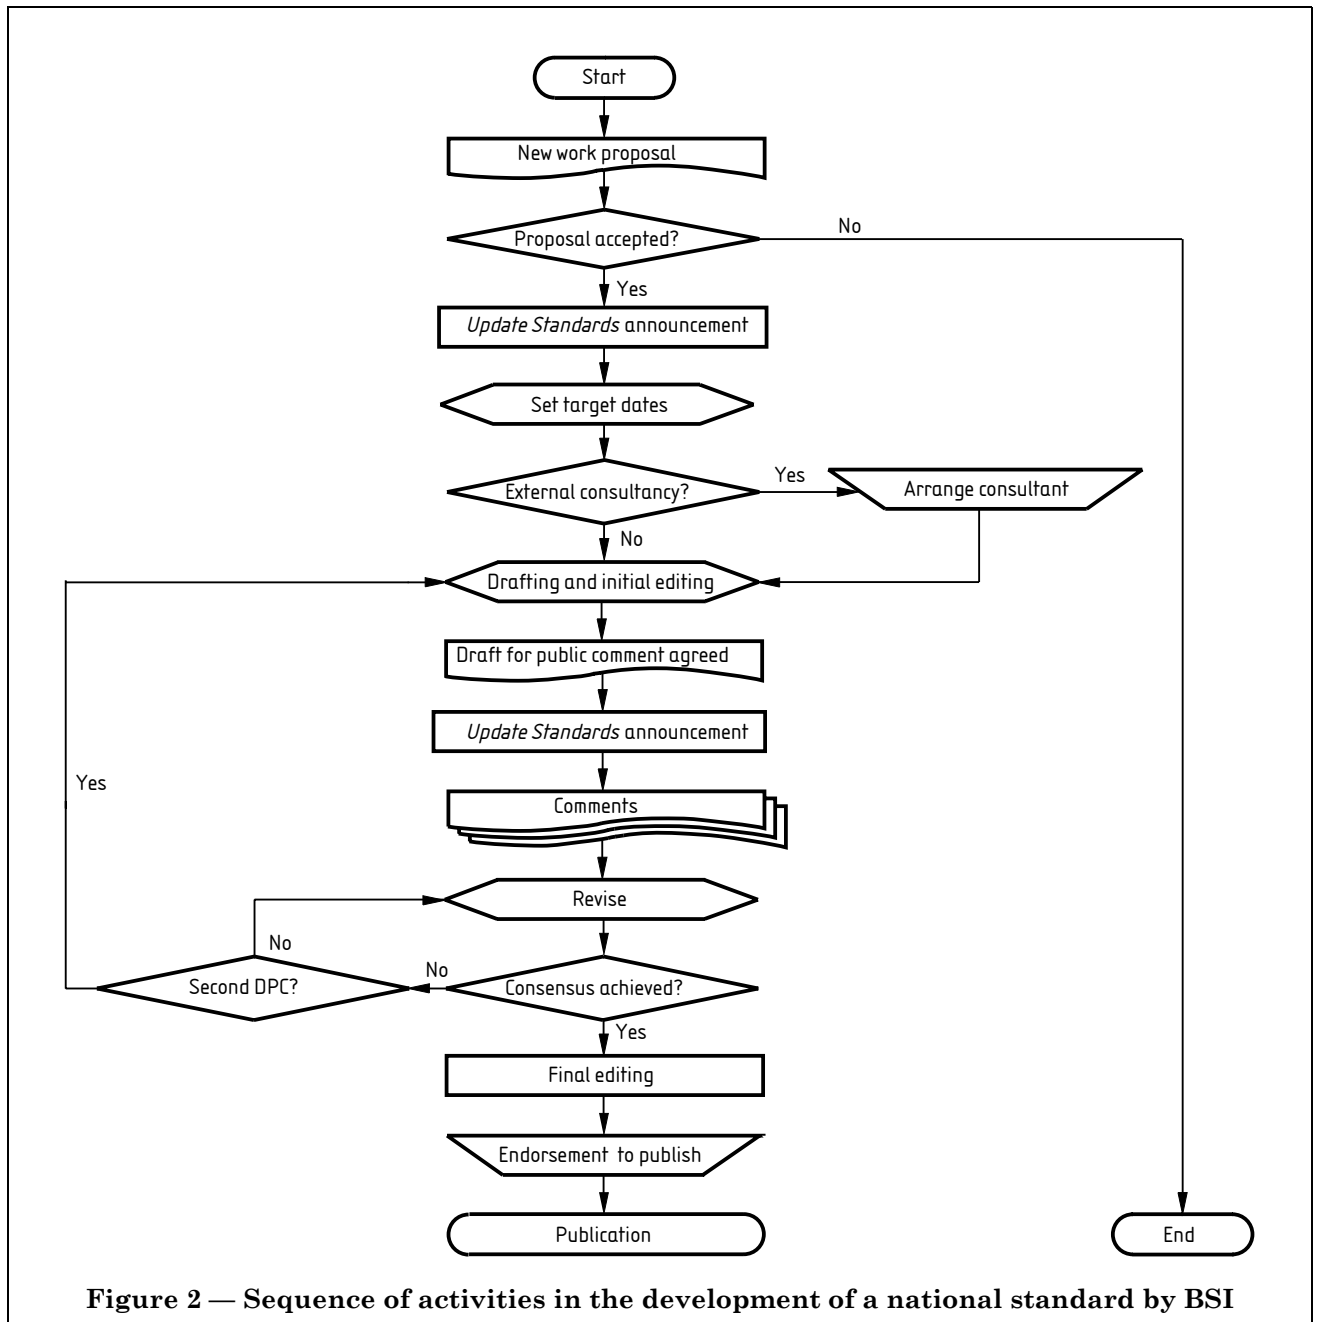 Start
New work proposal
Proposal accepted?
No
Yes
Update Standards announcement
Set target dates
External consultancy?
Yes
Arrange consultant
No
Drafting and initial editing
Draft for public comment agreed
Update Standards announcement
Yes
Comments
Revise
No
Second DPC?
No
Consensus achieved?
Yes
Final editing
Endorsement to publish
Publication
End
Figure 2 — Sequence of activities in the development of a national standard by BSI